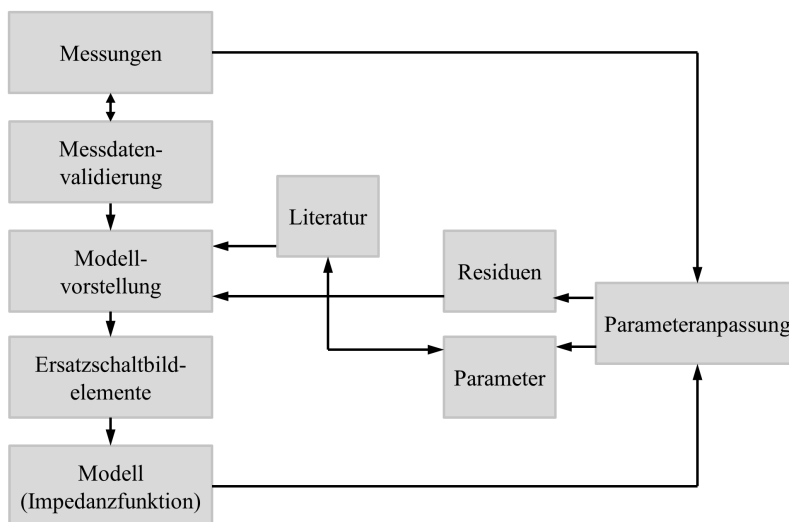 Messungen
Messdaten-
validierung
Literatur
Modell-
vorstellung
Residuen
Parameteranpassung
Ersatzschaltbild-
elemente
Parameter
Modell
(Impedanzfunktion)